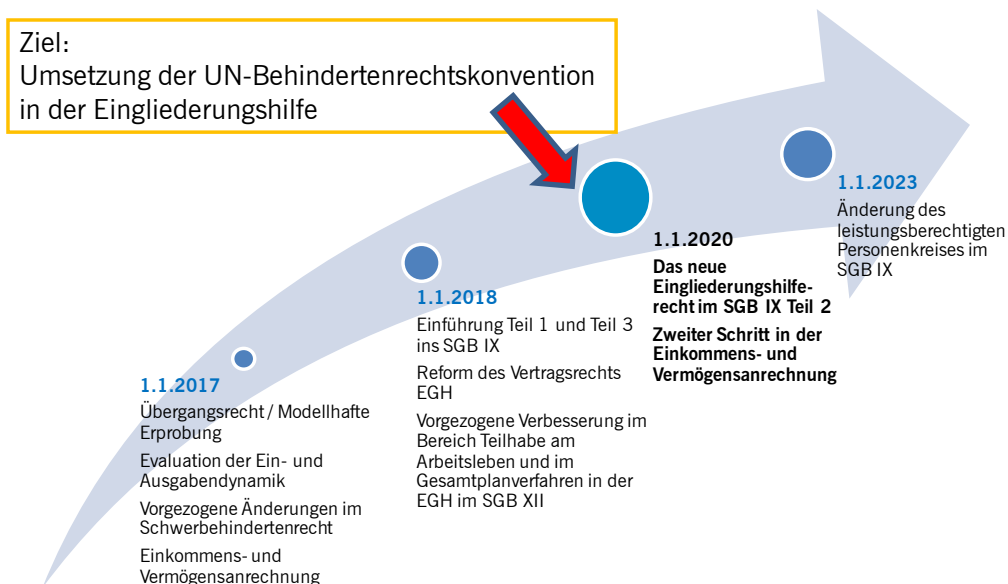 Ziel:
Umsetzung der UN-Behindertenrechtskonvention
in der Eingliederungshilfe
1.1.2017
Übergangsrecht / Modellhafte
Erprobung
Evaluation der Ein- und
Ausgabendynamik
Vorgezogene Änderungen im
Schwerbehindertenrecht
Einkommens- und
Vermögensanrechnung
1.1.2018
Einführung Teil 1 und Teil 3
ins SGB IX
Reform des Vertragsrechts
EGH
Vorgezogene Verbesserung im
Bereich Teilhabe am
Arbeitsleben und im
Gesamtplanverfahren in der
EGH im SGB XII
1.1.2020
Das neue
Eingliederungshilfe-
recht im SGB IX Teil 2
Zweiter Schritt in der
Einkommens- und
Vermögensanrechnung
1.1.2023
Änderung des
leistungsberechtigten
Personenkreises im
SGB IX